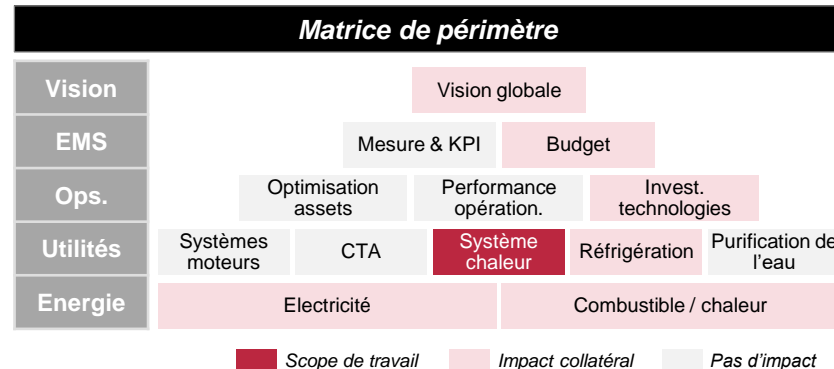 Matrice de périmètre
Vision
Vision globale
EMS
Mesure & KPI
Budget
Ops.
Optimisation
assets
Performance
opération.
Invest.
technologies
Utilités
Systèmes
moteurs
CTA
Système
chaleur
Réfrigération
Purification de
l'eau
Energie
Electricité
Combustible / chaleur
Scope de travail
Impact collatéral
Pas d'impact